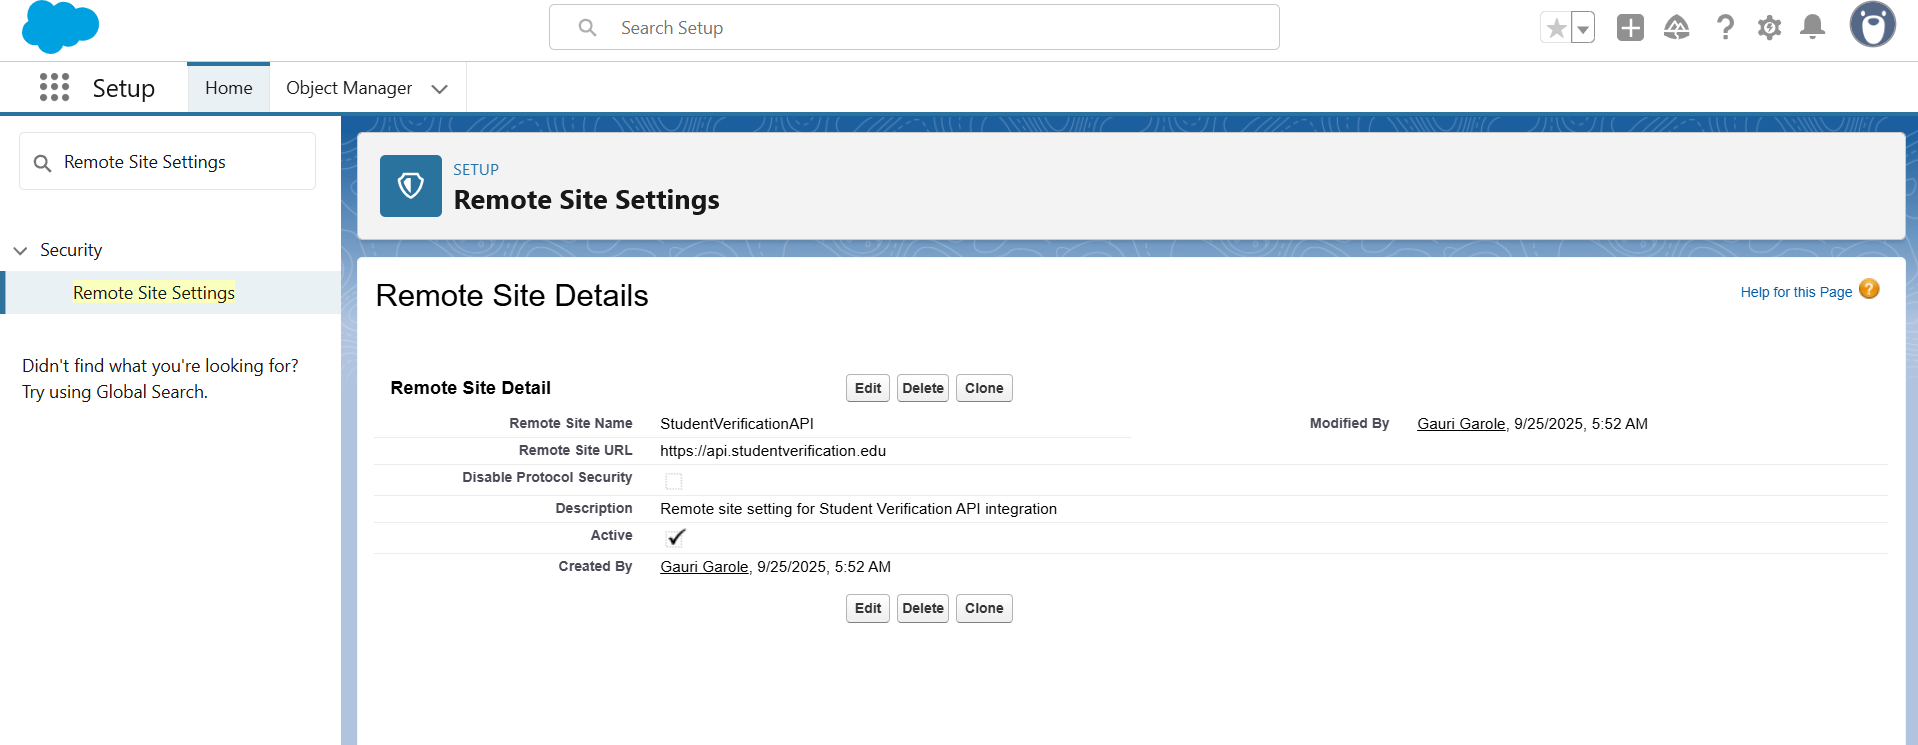 Search Setup
Setup
Home
Object Manager
Remote Site Settings
Security
Remote Site Settings
Didn't find what you're looking for?
Try using Global Search.
SETUP
Remote Site Settings
Remote Site Details
Help for this Page
Remote Site Detail
Edit Delete Clone
Remote Site Name StudentVerificationAPI Modified By Gauri Garole, 9/25/2025, 5:52 AM
Remote Site URL https://api.studentverification.edu
Disable Protocol Security
Description Remote site setting for Student Verification API integration
Active
Created By Gauri Garole, 9/25/2025, 5:52 AM
Edit Delete Clone